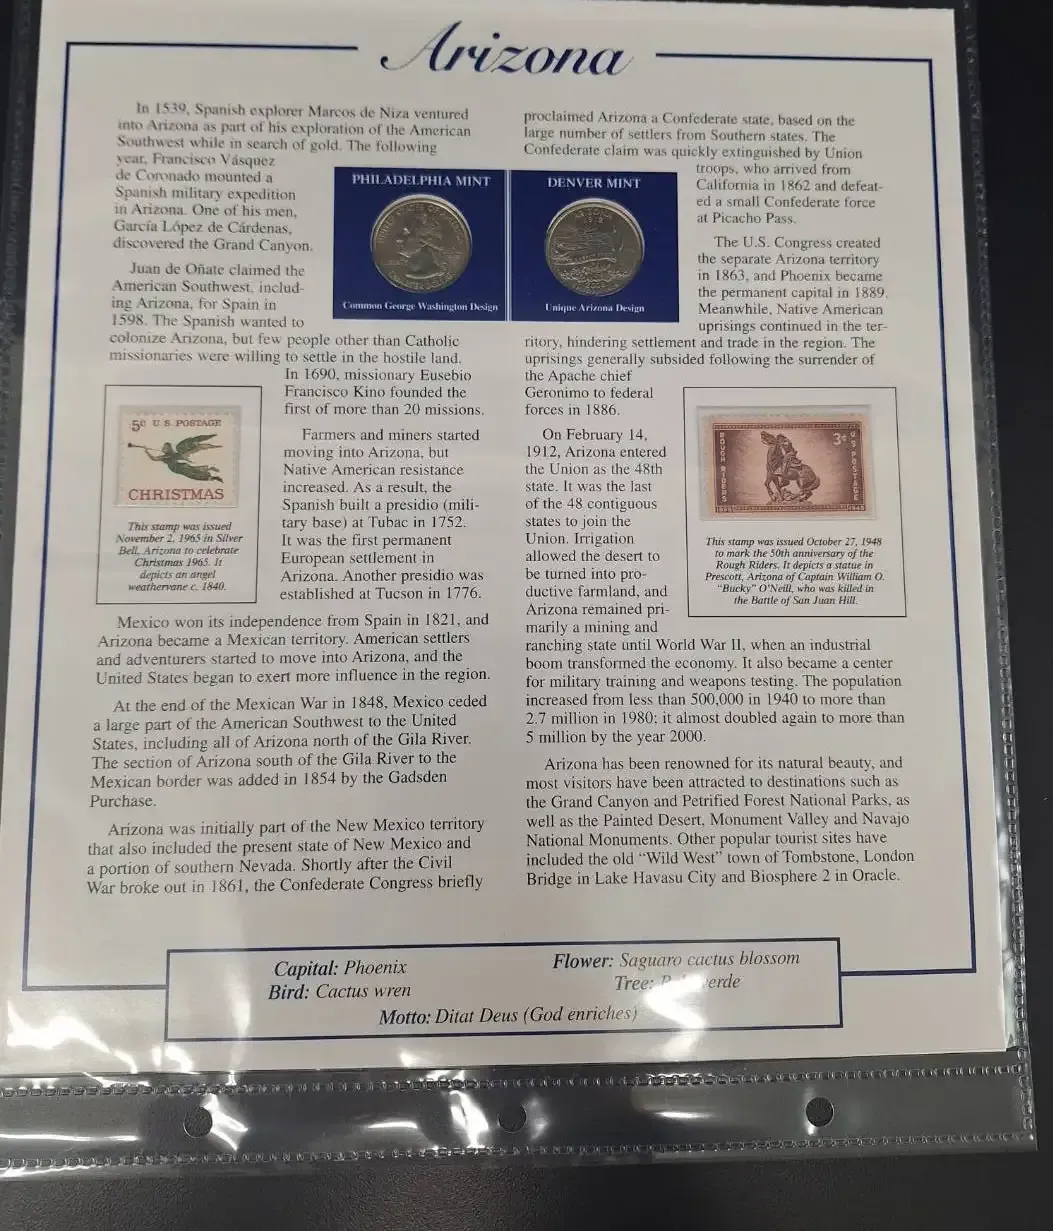 Arizona
In 1539, Spanish explorer Marcos de Niza ventured
into Arizona as part of his exploration of the American
Southwest while in search of gold. The following
year, Francisco Vásquez
de Coronado mounted a
Spanish military expedition
in Arizona. One of his men,
García López de Cárdenas,
discovered the Grand Canyon.
Juan de Oñate claimed the
American Southwest, includ-
ing Arizona, for Spain in
1598. The Spanish wanted to
colonize Arizona, but few people other than Catholic
missionaries were willing to settle in the hostile land.
In 1690, missionary Eusebio
Francisco Kino founded the
first of more than 20 missions.
Farmers and miners started
moving into Arizona, but
Native American resistance
increased. As a result, the
Spanish built a presidio (mili-
tary base) at Tubac in 1752.
It was the first permanent
European settlement in
Arizona. Another presidio was
established at Tucson in 1776.
Mexico won its independence from Spain in 1821, and
Arizona became a Mexican territory. American settlers
and adventurers started to move into Arizona, and the
United States began to exert more influence in the region.
At the end of the Mexican War in 1848, Mexico ceded
a large part of the American Southwest to the United
States, including all of Arizona north of the Gila River.
The section of Arizona south of the Gila River to the
Mexican border was added in 1854 by the Gadsden
Purchase.
Arizona was initially part of the New Mexico territory
that also included the present state of New Mexico and
a portion of southern Nevada. Shortly after the Civil
War broke out in 1861, the Confederate Congress briefly
PHILADELPHIA MINT
Common George Washington Design
DENVER MINT
ARIZONA
1912
Unique Arizona Design
5c U.S. POSTAGE
CHRISTMAS
This stamp was issued
November 2, 1965 in Silver
Bell, Arizona to celebrate
Christmas 1965. It
depicts an angel
weathervane c. 1840.
proclaimed Arizona a Confederate state, based on the
large number of settlers from Southern states. The
Confederate claim was quickly extinguished by Union
troops, who arrived from
California in 1862 and defeat-
ed a small Confederate force
at Picacho Pass.
The U.S. Congress created
the separate Arizona territory
in 1863, and Phoenix became
the permanent capital in 1889.
Meanwhile, Native American
uprisings continued in the ter-
ritory, hindering settlement and trade in the region. The
uprisings generally subsided following the surrender of
the Apache chief
Geronimo to federal
forces in 1886.
On February 14,
1912, Arizona entered
the Union as the 48th
state. It was the last
of the 48 contiguous
states to join the
Union. Irrigation
allowed the desert to
be turned into pro-
ductive farmland, and
Arizona remained pri-
marily a mining and
ranching state until World War II, when an industrial
boom transformed the economy. It also became a center
for military training and weapons testing. The population
increased from less than 500,000 in 1940 to more than
2.7 million in 1980; it almost doubled again to more than
5 million by the year 2000.
Arizona has been renowned for its natural beauty, and
most visitors have been attracted to destinations such as
the Grand Canyon and Petrified Forest National Parks, as
well as the Painted Desert, Monument Valley and Navajo
National Monuments. Other popular tourist sites have
included the old “Wild West” town of Tombstone, London
Bridge in Lake Havasu City and Biosphere 2 in Oracle.
ROUGH RIDERS
3¢
U.S. POSTAGE
1898
1948
This stamp was issued October 27, 1948
to mark the 50th anniversary of the
Rough Riders. It depicts a statue in
Prescott, Arizona of Captain William O.
“Bucky” O'Neill, who was killed in
the Battle of San Juan Hill.
Capital: Phoenix
Bird: Cactus wren
Flower: Saguaro cactus blossom
Tree:
Motto: Ditat Deus (God enriches)